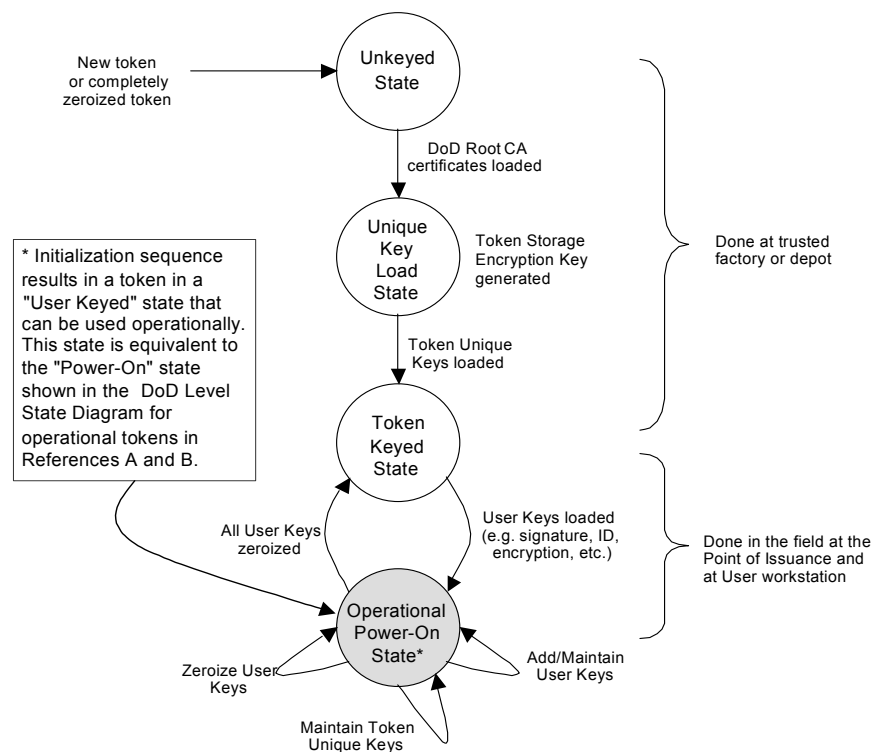 New token
or completely
zeroized token
Unkeyed
State
DoD Root CA
certificates loaded
Unique
Key
Load
State
Token Storage
Encryption Key
generated
Done at trusted
factory or depot
* Initialization sequence
results in a token in a
"User Keyed" state that
can be used operationally.
This state is equivalent to
the "Power-On" state
shown in the DoD Level
State Diagram for
operational tokens in
References A and B.
Token Unique
Keys loaded
Token
Keyed
State
All User Keys
zeroized
User Keys loaded
(e.g. signature, ID,
encryption, etc.)
Done in the field at the
Point of Issuance and
at User workstation
Operational
Power-On
State*
Zeroize User
Keys
Add/Maintain
User Keys
Maintain Token
Unique Keys